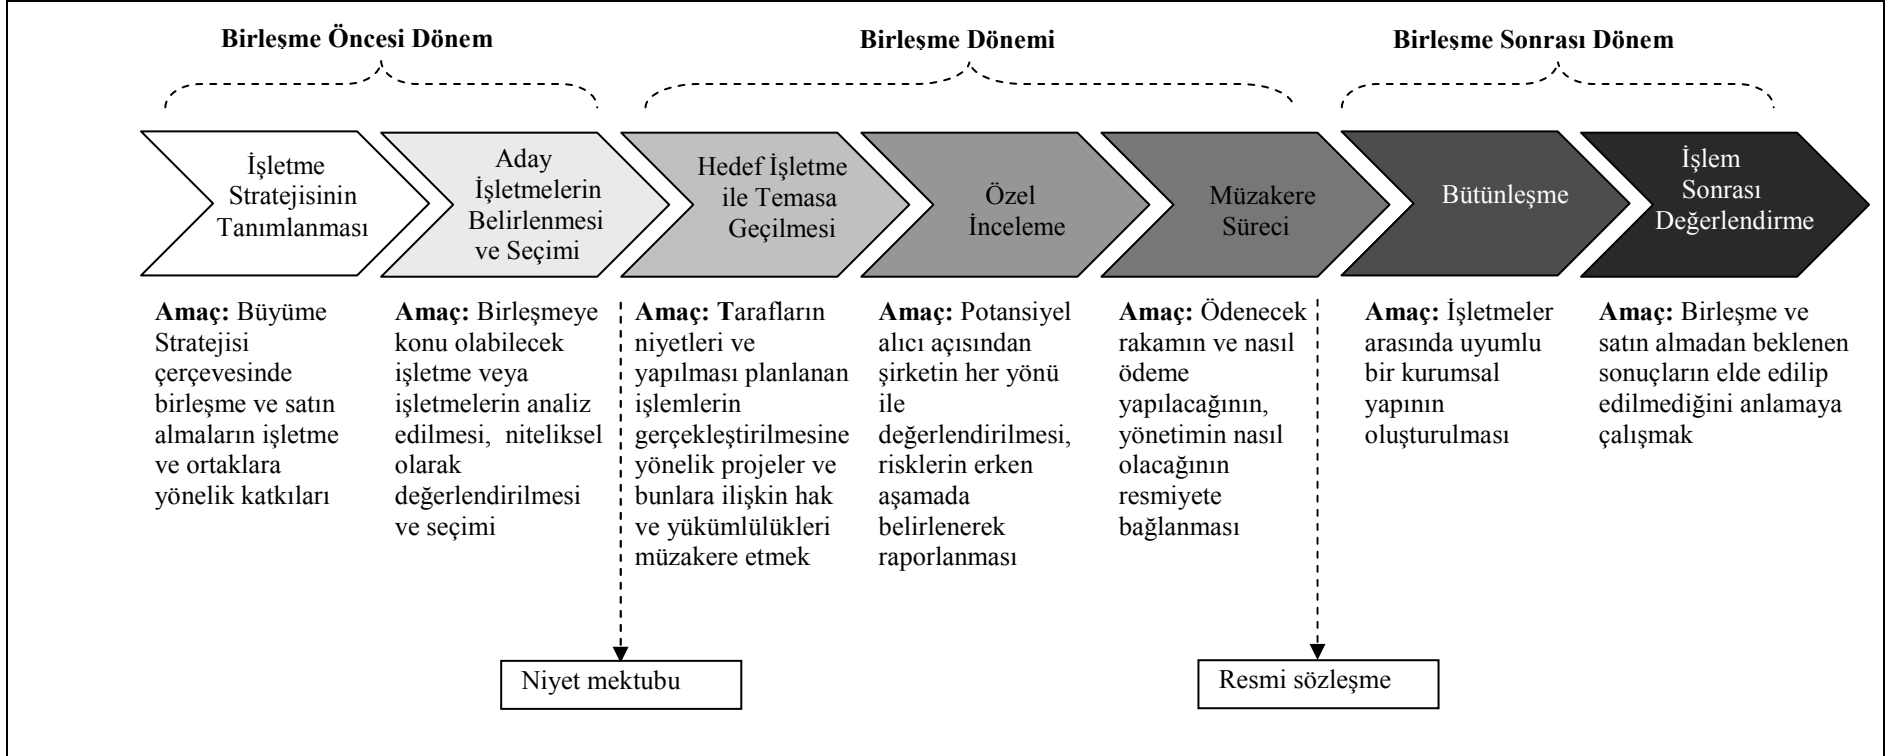 Birleşme Öncesi Dönem
Birleşme Dönemi
Birleşme Sonrası Dönem
İşletme
Stratejisinin
Tanımlanması
Aday
İşletmelerin
Belirlenmesi
ve Seçimi
Hedef İşletme
ile Temasa
Geçilmesi
Özel
İnceleme
Müzakere
Süreci
Bütünleşme
İşlem
Sonrası
Değerlendirme
Amaç: Büyüme
Stratejisi
çerçevesinde
birleşme ve satın
almaların işletme
ve ortaklara
yönelik katkıları
Amaç: Birleşmeye
konu olabilecek
işletme veya
işletmelerin analiz
edilmesi, niteliksel
olarak
değerlendirilmesi
ve seçimi
Amaç: Tarafların
niyetleri ve
yapılması planlanan
işlemlerin
gerçekleştirilmesine
yönelik projeler ve
bunlara ilişkin hak
ve yükümlülükleri
müzakere etmek
Amaç: Potansiyel
alıcı açısından
şirketin her yönü
ile
değerlendirilmesi,
risklerin erken
aşamada
belirlenerek
raporlanması
Amaç: Ödenecek
rakamın ve nasıl
ödeme
yapılacağının,
yönetimin nasıl
olacağının
resmiyete
bağlanması
Amaç: İşletmeler
arasında uyumlu
bir kurumsal
yapının
oluşturulması
Amaç: Birleşme ve
satın almadan beklenen
sonuçların elde edilip
edilmediğini anlamaya
çalışmak
Niyet mektubu
Resmi sözleşme